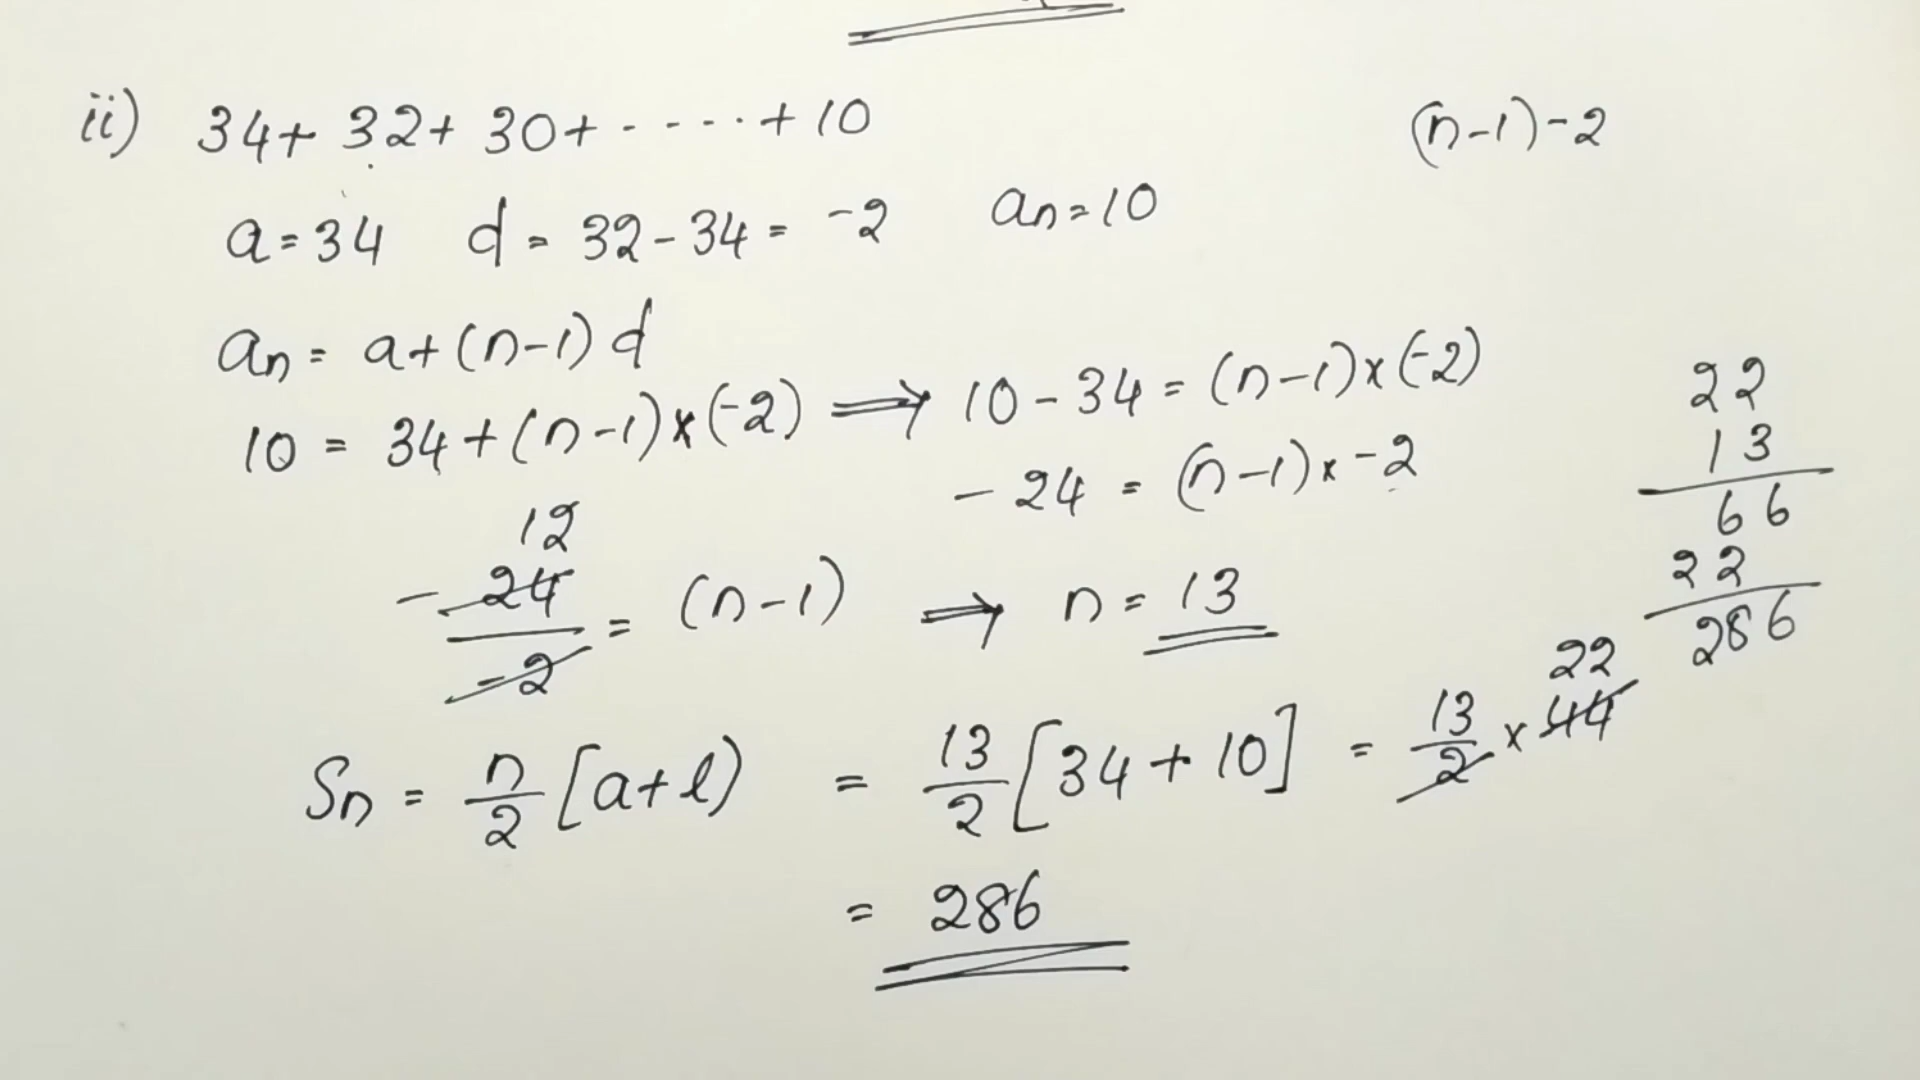 ii) 34+ 32+ 30+ - - - - · + 10
(n-1)-2
a = 34 d = 32 - 34 = -2 an = 10
an = a+(n-1) d
10 = 34+(n-1)×(-2) ⟹ 10 - 34 = (n-1)×(-2)
- 24 = (n-1)× -2
12
- 24/-2 = (n-1) ⟹ n = 13
Sn = n/2 [a+l) = 13/2 [34+10] = 13/2 × 44
22
= 286
22
13
66
22
286